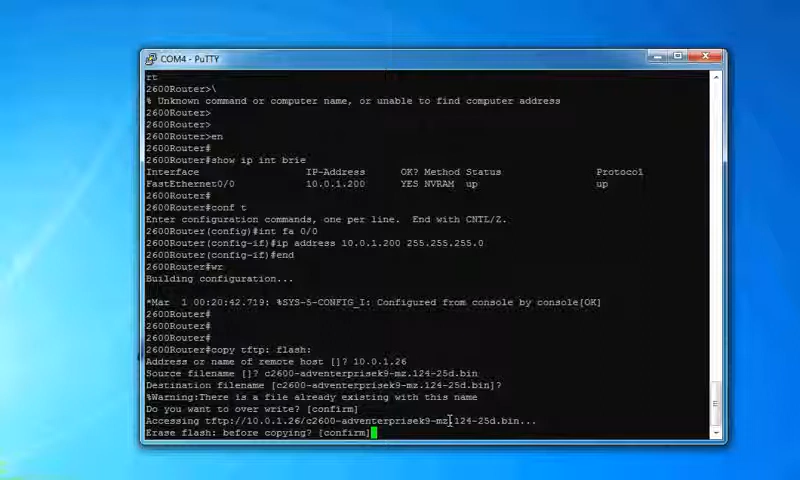 COM4 - PuTTY
rt
2600Router>\
% Unknown command or computer name, or unable to find computer address
2600Router>
2600Router>
2600Router>en
2600Router#
2600Router#show ip int brie
Interface IP-Address OK? Method Status Protocol
FastEthernet0/0 10.0.1.200 YES NVRAM up up
2600Router#
2600Router#conf t
Enter configuration commands, one per line. End with CNTL/Z.
2600Router(config)#int fa 0/0
2600Router(config-if)#ip address 10.0.1.200 255.255.255.0
2600Router(config-if)#end
2600Router#wr
Building configuration...
*Mar 1 00:20:42.719: %SYS-5-CONFIG_I: Configured from console by console[OK]
2600Router#
2600Router#
2600Router#
2600Router#copy tftp: flash:
Address or name of remote host []? 10.0.1.26
Source filename []? c2600-adventerprisek9-mz.124-25d.bin
Destination filename [c2600-adventerprisek9-mz.124-25d.bin]?
%Warning:There is a file already existing with this name
Do you want to over write? [confirm]
Accessing tftp://10.0.1.26/c2600-adventerprisek9-mz.124-25d.bin...
Erase flash: before copying? [confirm]